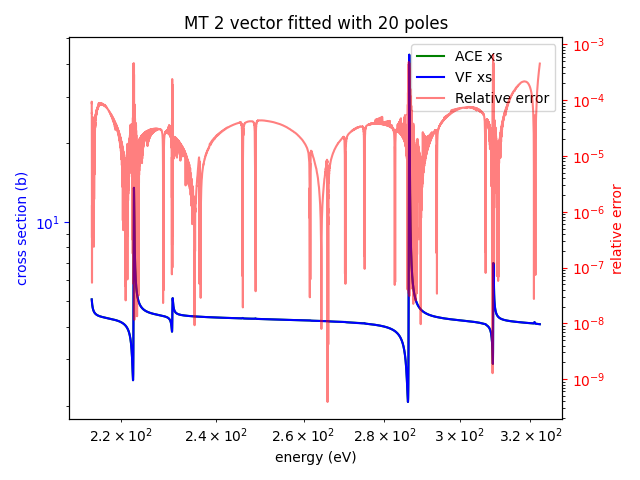 MT 2 vector fitted with 20 poles
ACE xs
VF xs
Relative error
cross section (b)
10¹
relative error
10⁻³
10⁻⁴
10⁻⁵
10⁻⁶
10⁻⁷
10⁻⁸
10⁻⁹
2.2 × 10² 2.4 × 10² 2.6 × 10² 2.8 × 10² 3 × 10² 3.2 × 10²
energy (eV)